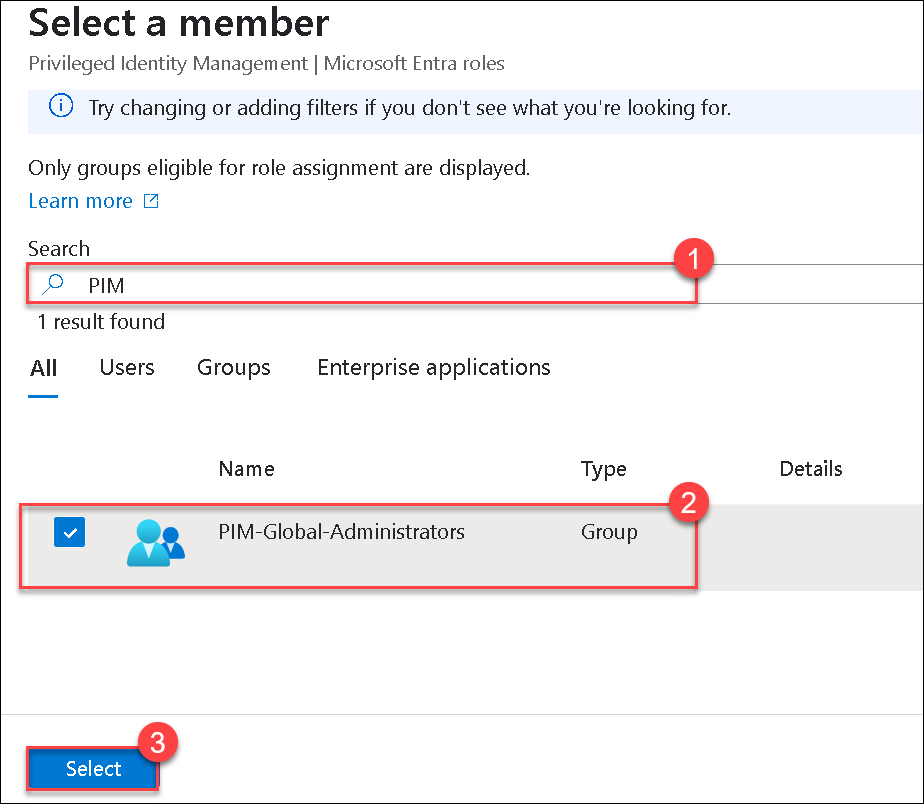 Select a member
Privileged Identity Management | Microsoft Entra roles
Try changing or adding filters if you don't see what you're looking for.
Only groups eligible for role assignment are displayed.
Learn more
Search
1
PIM
1 result found
All Users Groups Enterprise applications
Name Type Details
2
PIM-Global-Administrators Group
3
Select